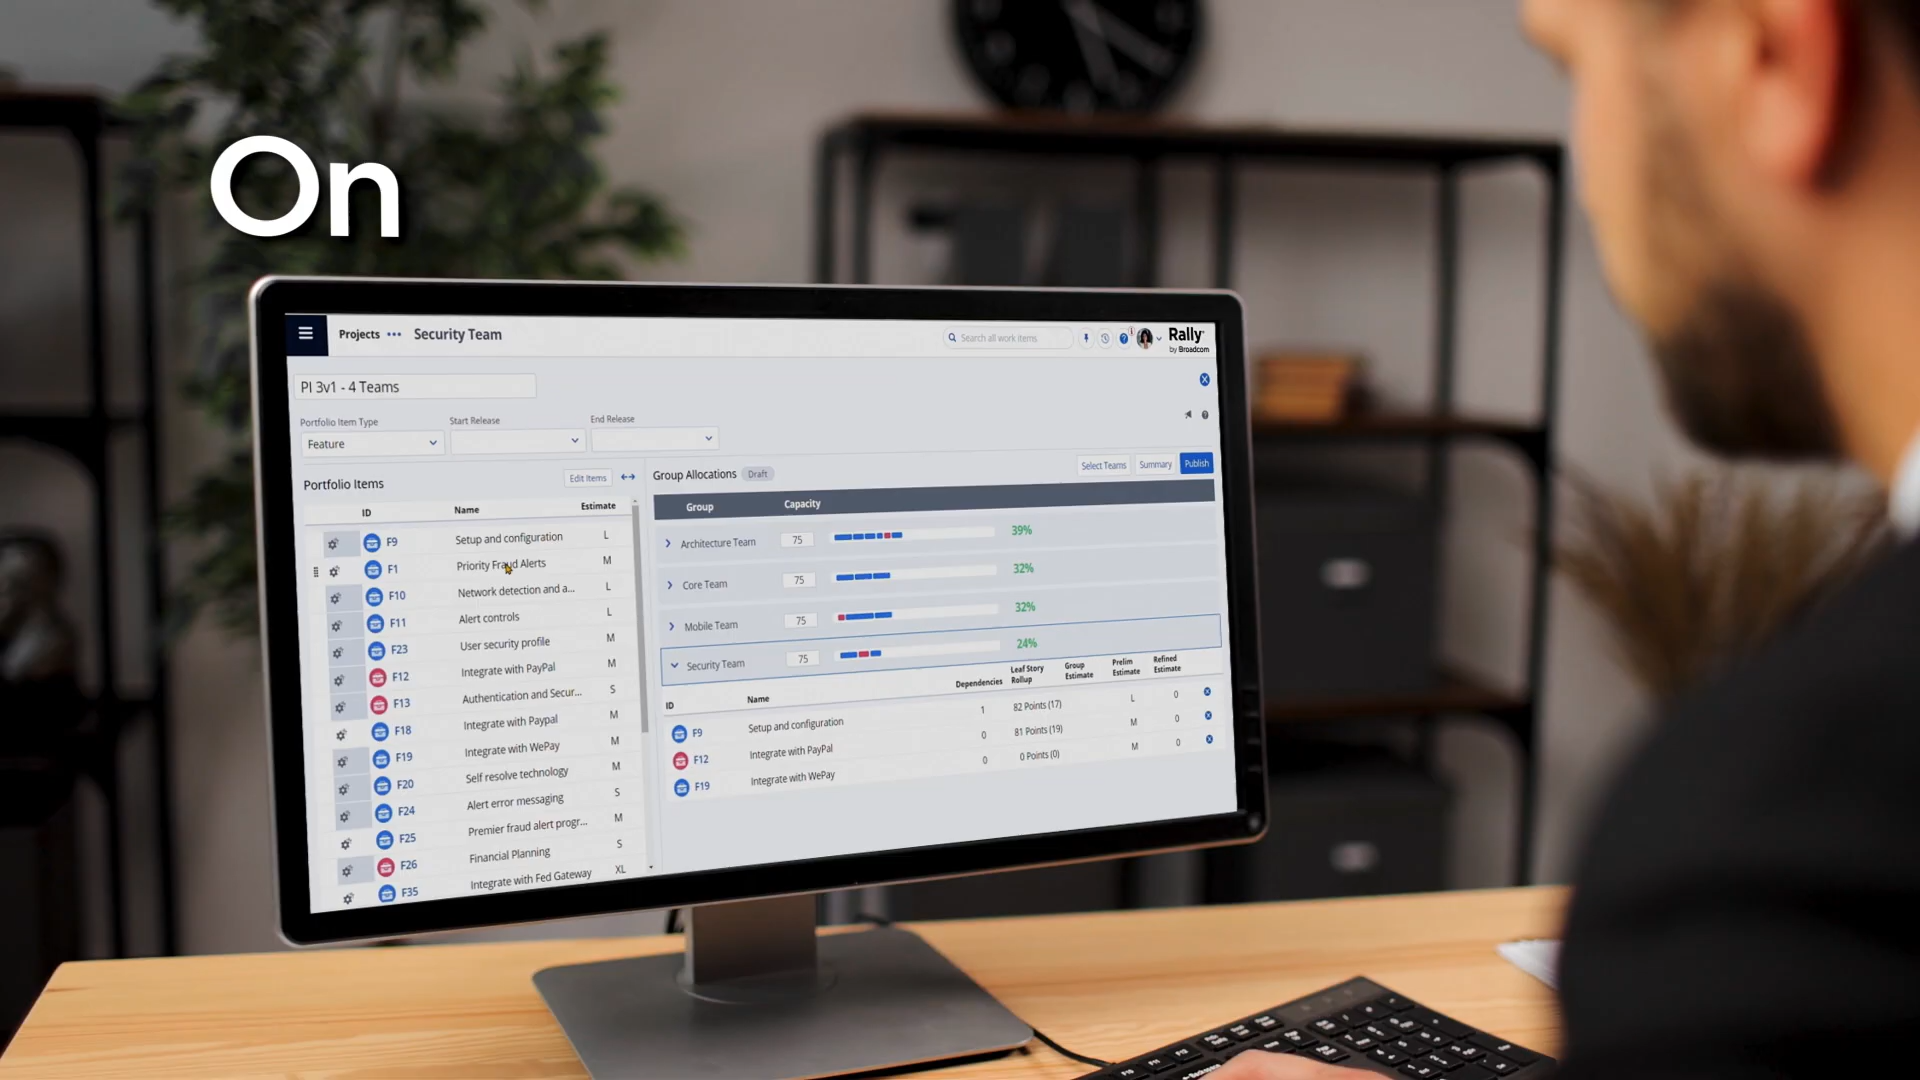 On
Projects ••• Security Team
Search all work items
Rally
by Broadcom
PI 3v1 - 4 Teams
Portfolio Item Type
Start Release
End Release
Feature
Portfolio Items
Edit Items
Group Allocations Draft
Select Teams
Summary
Publish
ID Name Estimate
F9 Setup and configuration L
F1 Priority Fraud Alerts M
F10 Network detection and a... L
F11 Alert controls L
F23 User security profile M
F12 Integrate with PayPal M
F13 Authentication and Secur... S
F18 Integrate with Paypal M
F19 Integrate with WePay M
F20 Self resolve technology M
F24 Alert error messaging S
F25 Premier fraud alert progr... M
F26 Financial Planning S
F35 Integrate with Fed Gateway XL
Group Capacity
Architecture Team 75 39%
Core Team 75 32%
Mobile Team 75 32%
Security Team 75 24%
ID Name Dependencies Leaf Story Rollup Group Estimate Prelim Estimate Refined Estimate
F9 Setup and configuration 1 82 Points (17) L 0
F12 Integrate with PayPal 0 81 Points (19) M 0
F19 Integrate with WePay 0 0 Points (0) M 0